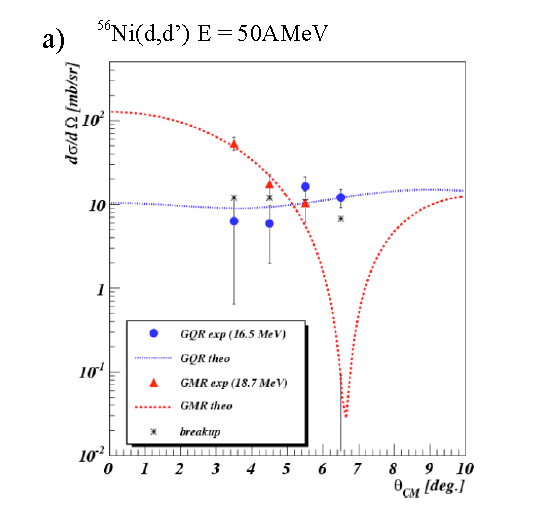 a) ⁵⁶Ni(d,d') E = 50AMeV
dσ/d Ω [mb/sr]
10²
10
1
10⁻¹
10⁻²
GQR exp (16.5 MeV)
GQR theo
GMR exp (18.7 MeV)
GMR theo
breakup
0 1 2 3 4 5 6 7 8 9 10
θCM [deg.]